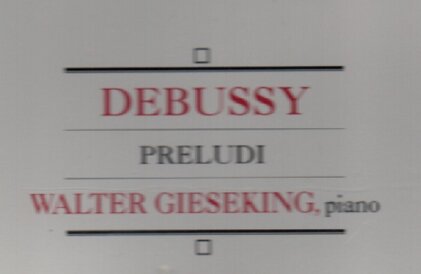 DEBUSSY
PRELUDI
WALTER GIESEKING, piano